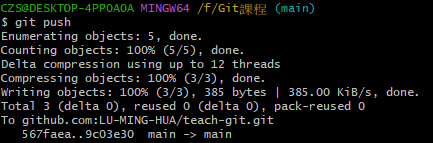 CZS@DESKTOP-4PPOAOA MINGW64 /f/Git課程 (main)
$ git push
Enumerating objects: 5, done.
Counting objects: 100% (5/5), done.
Delta compression using up to 12 threads
Compressing objects: 100% (3/3), done.
Writing objects: 100% (3/3), 385 bytes | 385.00 KiB/s, done.
Total 3 (delta 0), reused 0 (delta 0), pack-reused 0
To github.com:LU-MING-HUA/teach-git.git
   567faea..9c03e30  main -> main